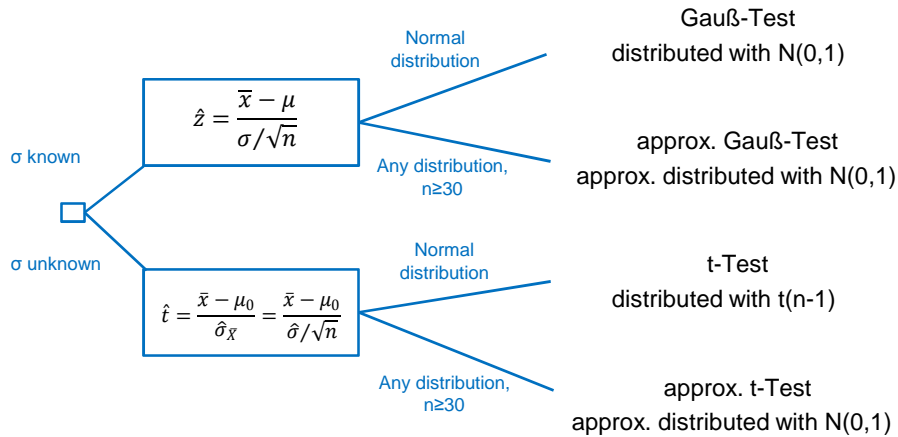 Gauß-Test
distributed with N(0,1)
Normal
distribution
σ known
ẑ = (x̅ − μ) / (σ/√n)
Any distribution,
n≥30
approx. Gauß-Test
approx. distributed with N(0,1)
σ unknown
t̂ = (x̄ − μ₀) / σ̂_X̄ = (x̄ − μ₀) / (σ̂/√n)
Normal
distribution
t-Test
distributed with t(n-1)
Any distribution,
n≥30
approx. t-Test
approx. distributed with N(0,1)